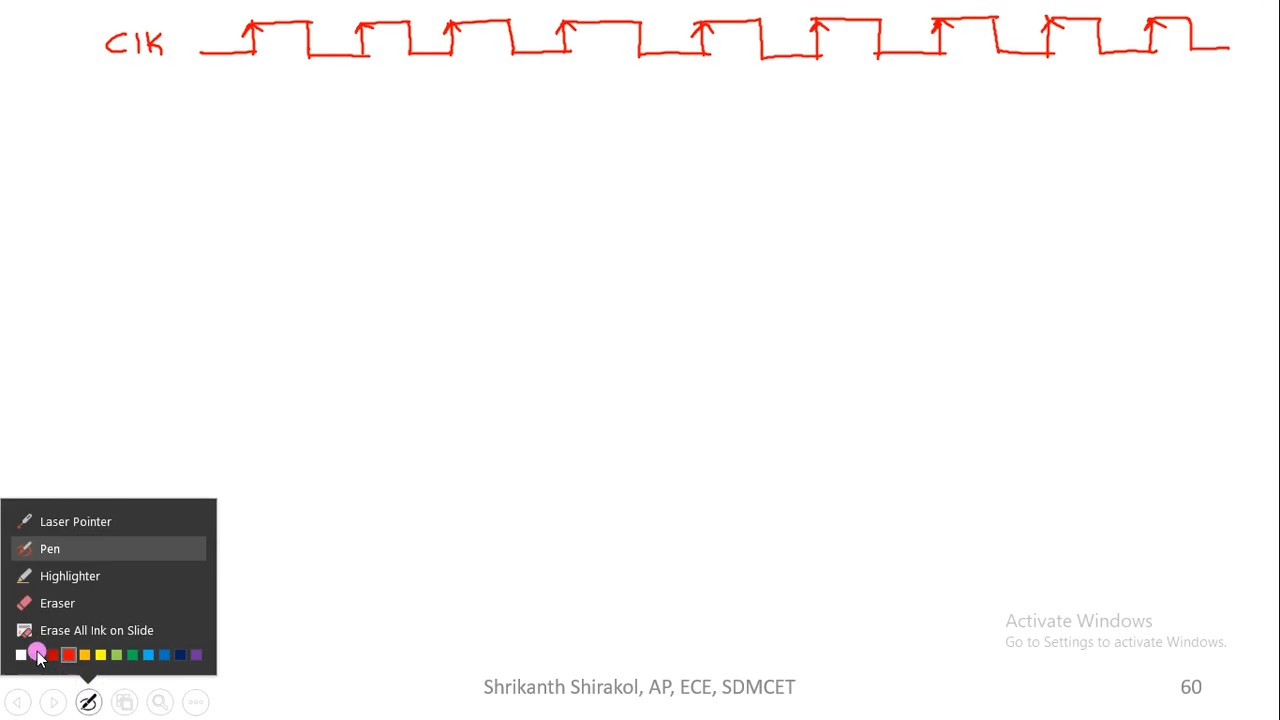 Clk
Laser Pointer
Pen
Highlighter
Eraser
Erase All Ink on Slide
Activate Windows
Go to Settings to activate Windows.
Shrikanth Shirakol, AP, ECE, SDMCET
60